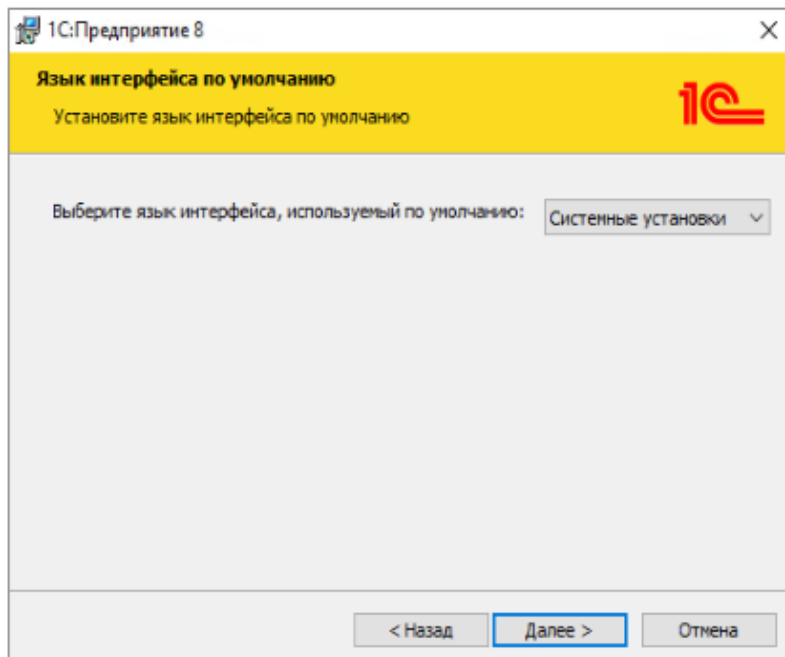 1С:Предприятие 8
Язык интерфейса по умолчанию
Установите язык интерфейса по умолчанию
1С
Выберите язык интерфейса, используемый по умолчанию: Системные установки
< Назад Далее > Отмена